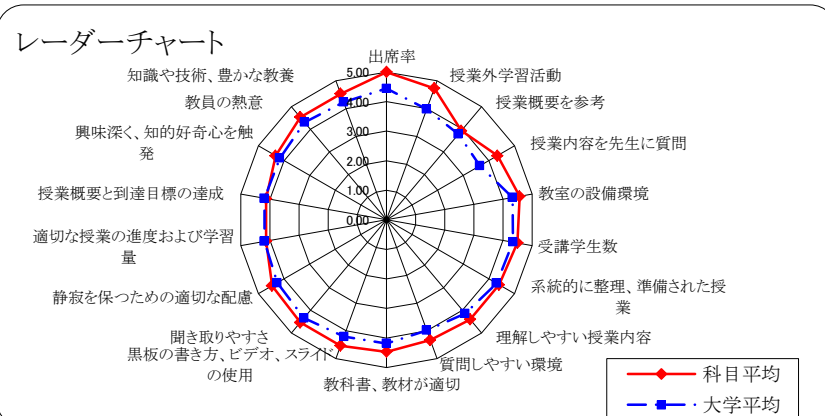 レーダーチャート
出席率
授業外学習活動
授業概要を参考
授業内容を先生に質問
教室の設備環境
受講学生数
系統的に整理、準備された授
業
理解しやすい授業内容
質問しやすい環境
教科書、教材が適切
黒板の書き方、ビデオ、スライド
の使用
聞き取りやすさ
静寂を保つための適切な配慮
適切な授業の進度および学習
量
授業概要と到達目標の達成
興味深く、知的好奇心を触
発
教員の熱意
知識や技術、豊かな教養
5.00
4.00
3.00
2.00
1.00
0.00
科目平均
大学平均